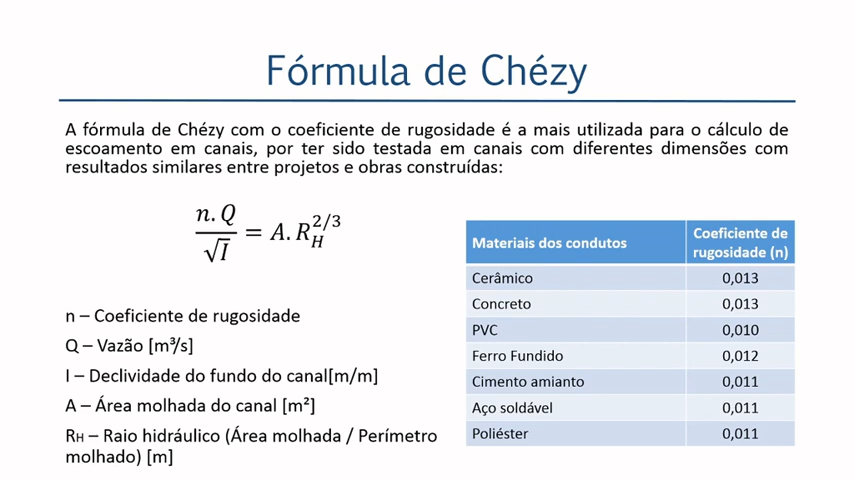 Fórmula de Chézy
A fórmula de Chézy com o coeficiente de rugosidade é a mais utilizada para o cálculo de
escoamento em canais, por ter sido testada em canais com diferentes dimensões com
resultados similares entre projetos e obras construídas:
n.Q/√I = A.R_H^2/3
n – Coeficiente de rugosidade
Q – Vazão [m³/s]
I – Declividade do fundo do canal[m/m]
A – Área molhada do canal [m²]
RH – Raio hidráulico (Área molhada / Perímetro
molhado) [m]
Materiais dos condutos Coeficiente de rugosidade (n)
Cerâmico 0,013
Concreto 0,013
PVC 0,010
Ferro Fundido 0,012
Cimento amianto 0,011
Aço soldável 0,011
Poliéster 0,011